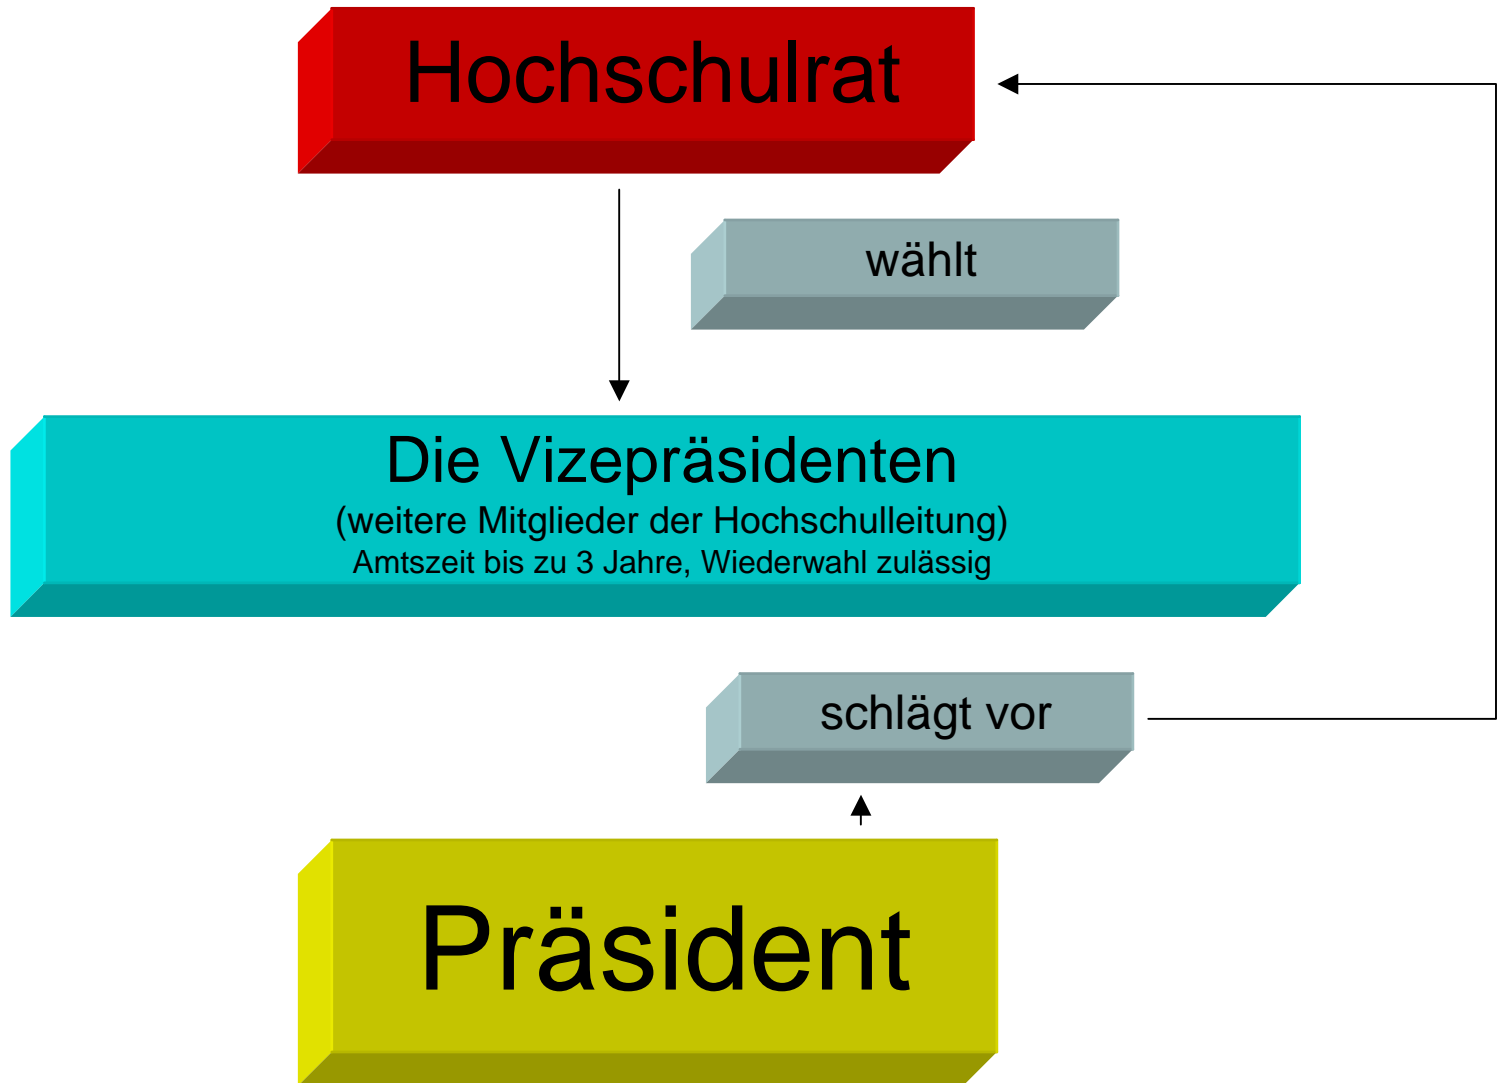 Hochschulrat
wählt
Die Vizepräsidenten
(weitere Mitglieder der Hochschulleitung)
Amtszeit bis zu 3 Jahre, Wiederwahl zulässig
schlägt vor
Präsident